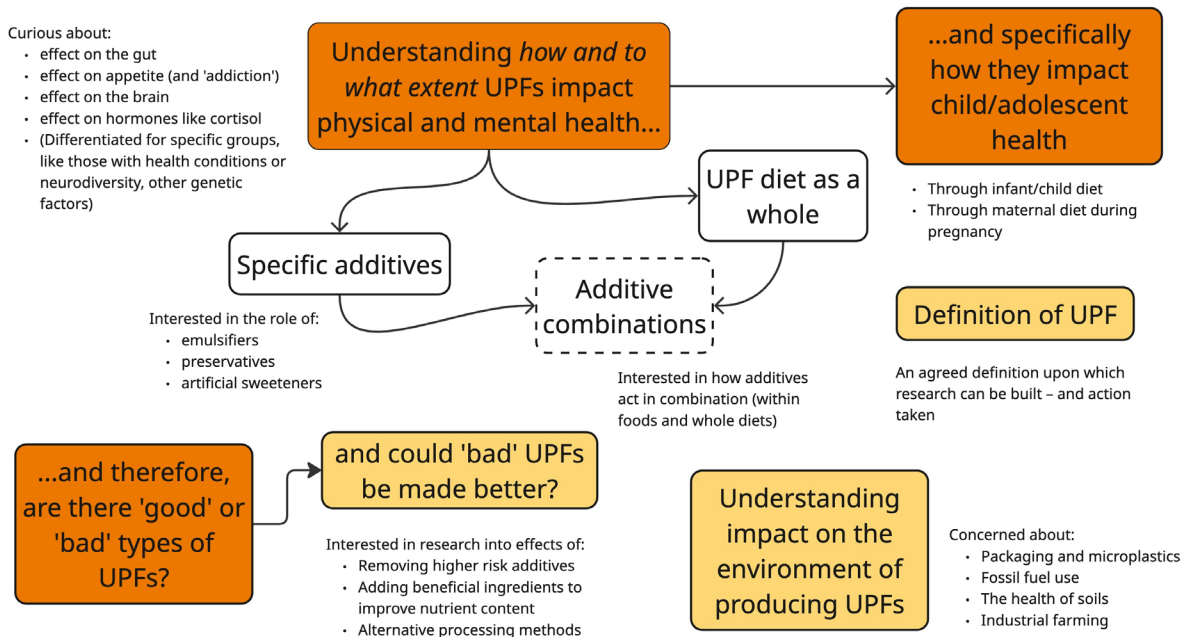 Curious about:
• effect on the gut
• effect on appetite (and 'addiction')
• effect on the brain
• effect on hormones like cortisol
• (Differentiated for specific groups,
like those with health conditions or
neurodiversity, other genetic
factors)
Understanding how and to
what extent UPFs impact
physical and mental health...
...and specifically
how they impact
child/adolescent
health
• Through infant/child diet
• Through maternal diet during
pregnancy
UPF diet as a
whole
Specific additives
Additive
combinations
Interested in the role of:
• emulsifiers
• preservatives
• artificial sweeteners
Interested in how additives
act in combination (within
foods and whole diets)
Definition of UPF
An agreed definition upon which
research can be built – and action
taken
...and therefore,
are there 'good' or
'bad' types of
UPFs?
and could 'bad' UPFs
be made better?
Interested in research into effects of:
• Removing higher risk additives
• Adding beneficial ingredients to
improve nutrient content
• Alternative processing methods
Understanding
impact on the
environment of
producing UPFs
Concerned about:
• Packaging and microplastics
• Fossil fuel use
• The health of soils
• Industrial farming